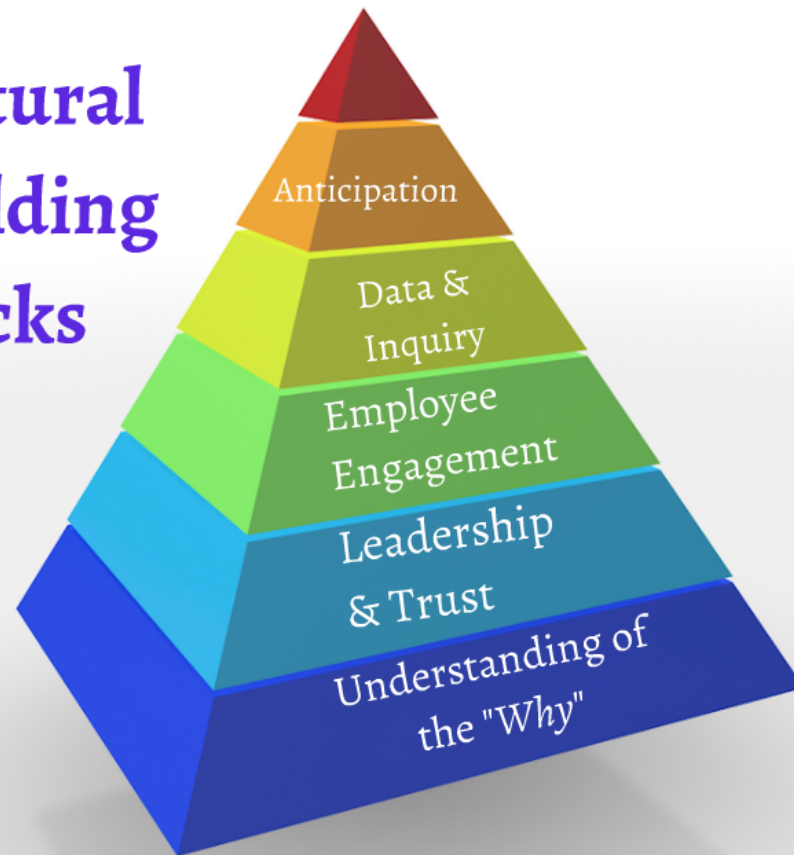 tural
lding
cks
Anticipation
Data &
Inquiry
Employee
Engagement
Leadership
& Trust
Understanding of
the "Why"